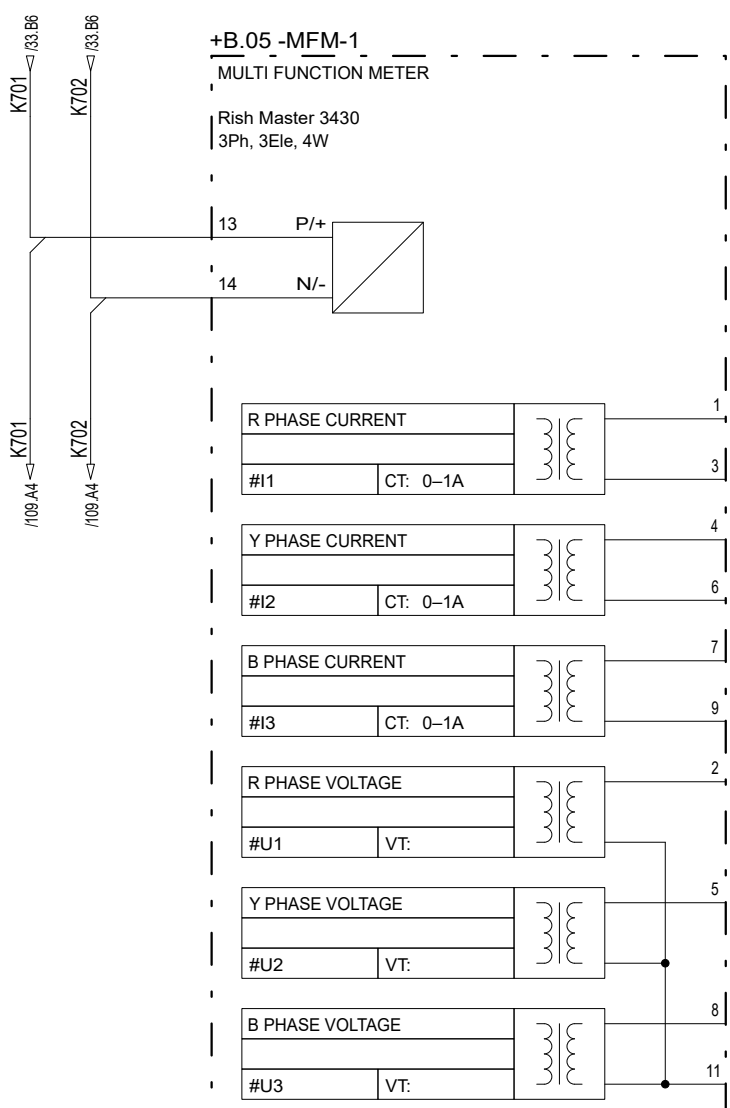 /33.B6
/33.B6
K701
K702
+B.05 -MFM-1
MULTI FUNCTION METER
Rish Master 3430
3Ph, 3Ele, 4W
13 P/+
14 N/-
K701
K702
/109.A4
/109.A4
R PHASE CURRENT
1
#I1 CT: 0–1A
3
Y PHASE CURRENT
4
#I2 CT: 0–1A
6
B PHASE CURRENT
7
#I3 CT: 0–1A
9
R PHASE VOLTAGE
2
#U1 VT:
Y PHASE VOLTAGE
5
#U2 VT:
B PHASE VOLTAGE
8
#U3 VT:
11